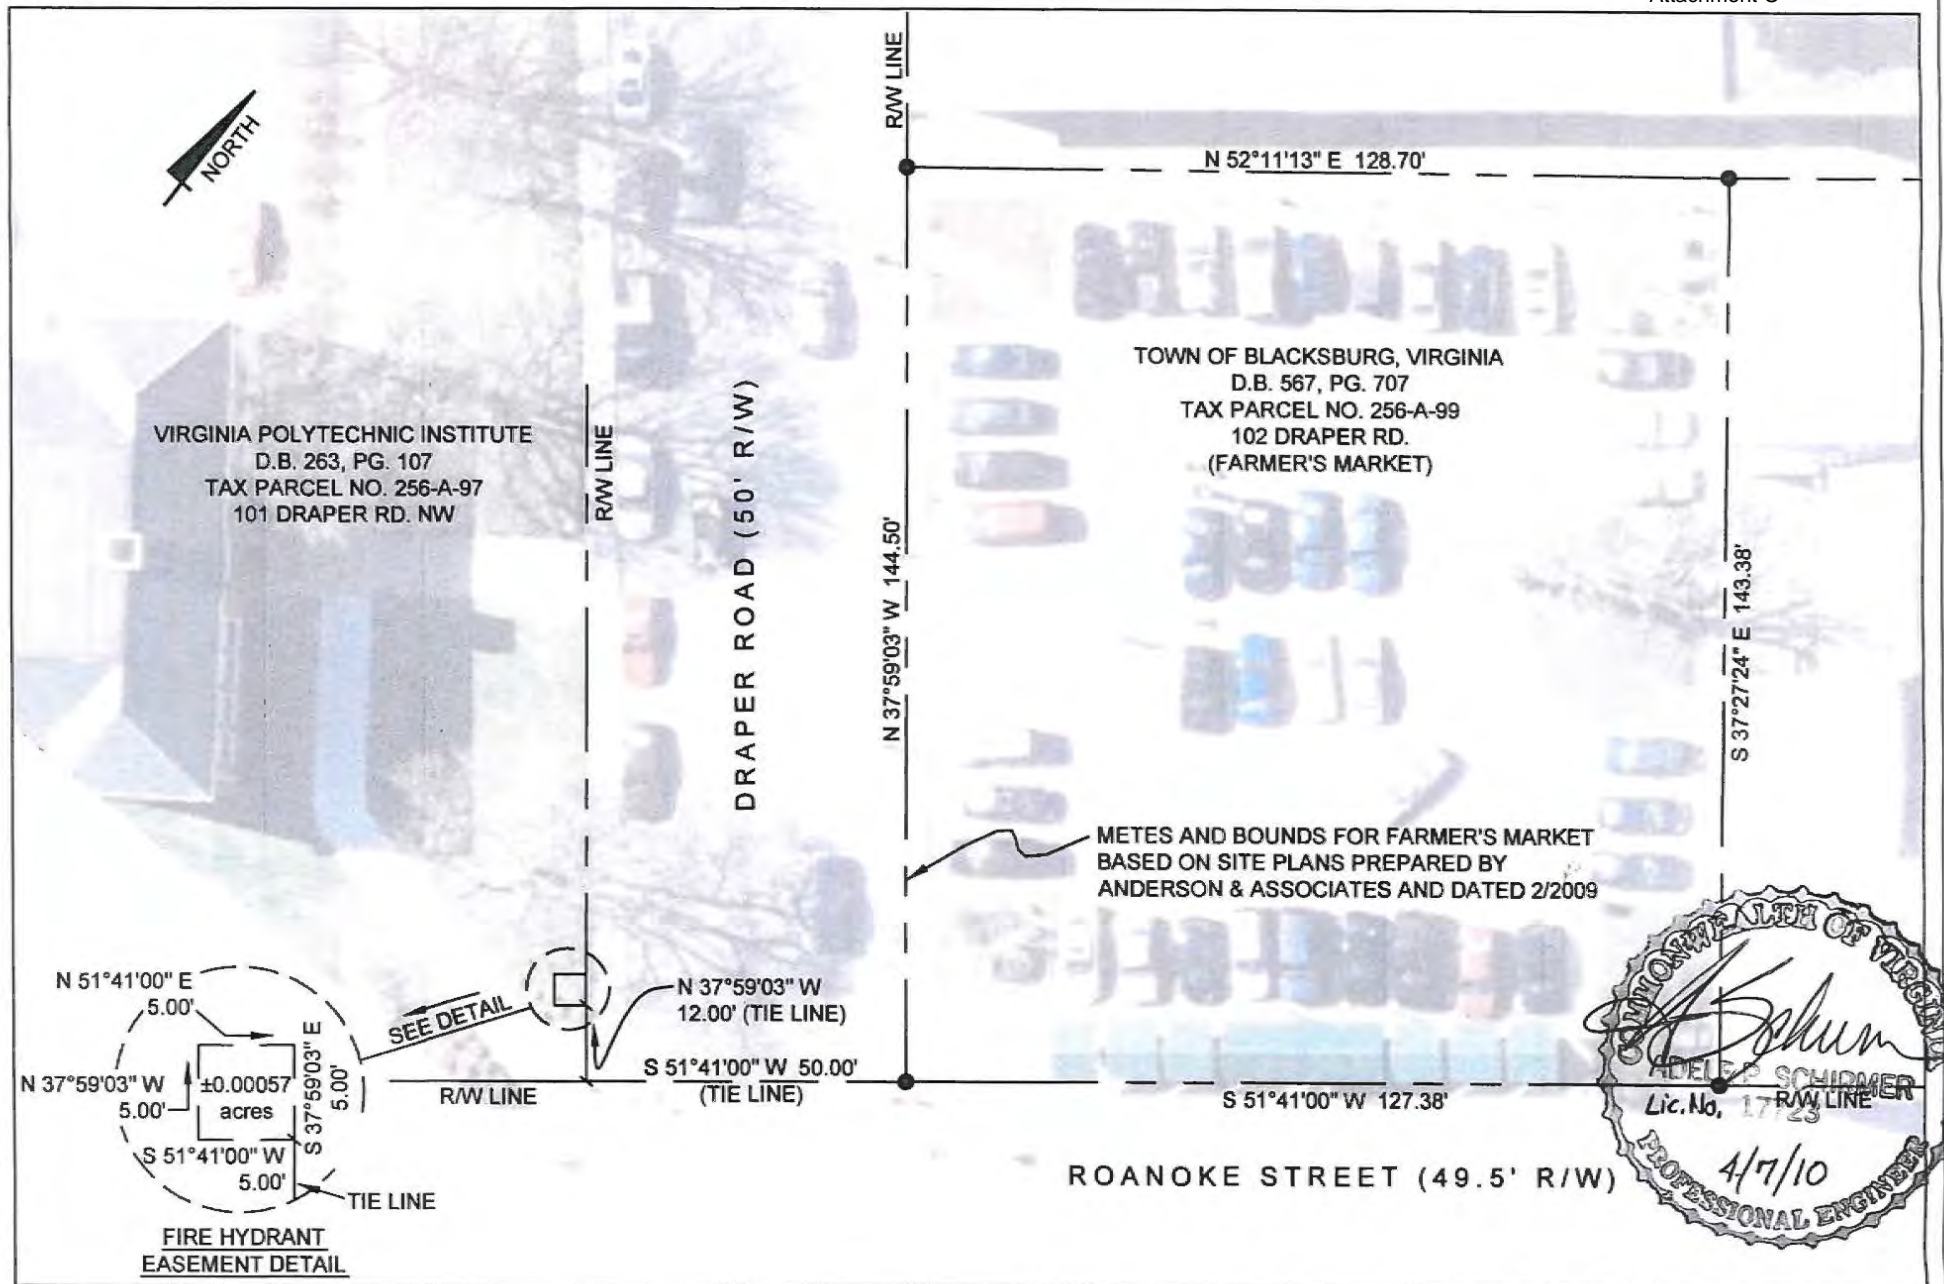 Attachment C
NORTH
R/W LINE
N 52°11'13" E 128.70'
VIRGINIA POLYTECHNIC INSTITUTE
D.B. 263, PG. 107
TAX PARCEL NO. 256-A-97
101 DRAPER RD. NW
R/W LINE
DRAPER ROAD (50' R/W)
N 37°59'03" W 144.50'
TOWN OF BLACKSBURG, VIRGINIA
D.B. 567, PG. 707
TAX PARCEL NO. 256-A-99
102 DRAPER RD.
(FARMER'S MARKET)
S 37°27'24" E 143.38'
METES AND BOUNDS FOR FARMER'S MARKET
BASED ON SITE PLANS PREPARED BY
ANDERSON & ASSOCIATES AND DATED 2/2009
N 37°59'03" W
12.00' (TIE LINE)
SEE DETAIL
S 51°41'00" W 50.00'
(TIE LINE)
R/W LINE
S 51°41'00" W 127.38'
R/W LINE
ROANOKE STREET (49.5' R/W)
N 51°41'00" E
5.00'
N 37°59'03" W
5.00'
±0.00057
acres
S 37°59'03" E
5.00'
S 51°41'00" W
5.00'
TIE LINE
FIRE HYDRANT
EASEMENT DETAIL
COMMONWEALTH OF VIRGINIA
ADELE P. SCHIRMER
Lic. No. 17723
4/7/10
PROFESSIONAL ENGINEER